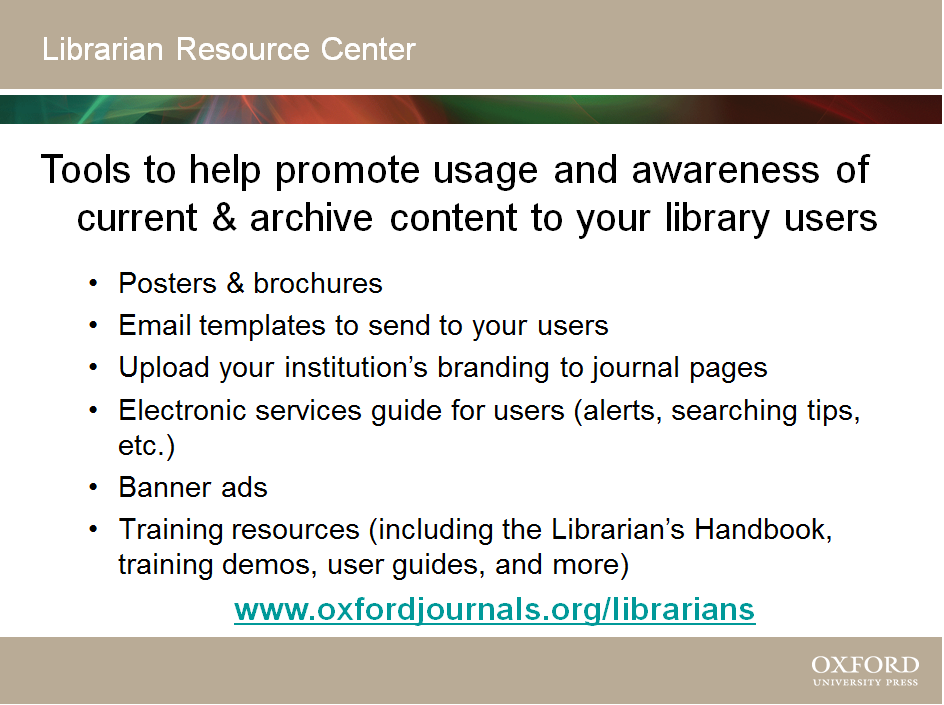 Librarian Resource Center
Tools to help promote usage and awareness of
current & archive content to your library users
• Posters & brochures
• Email templates to send to your users
• Upload your institution’s branding to journal pages
• Electronic services guide for users (alerts, searching tips,
etc.)
• Banner ads
• Training resources (including the Librarian’s Handbook,
training demos, user guides, and more)
www.oxfordjournals.org/librarians
OXFORD
UNIVERSITY PRESS